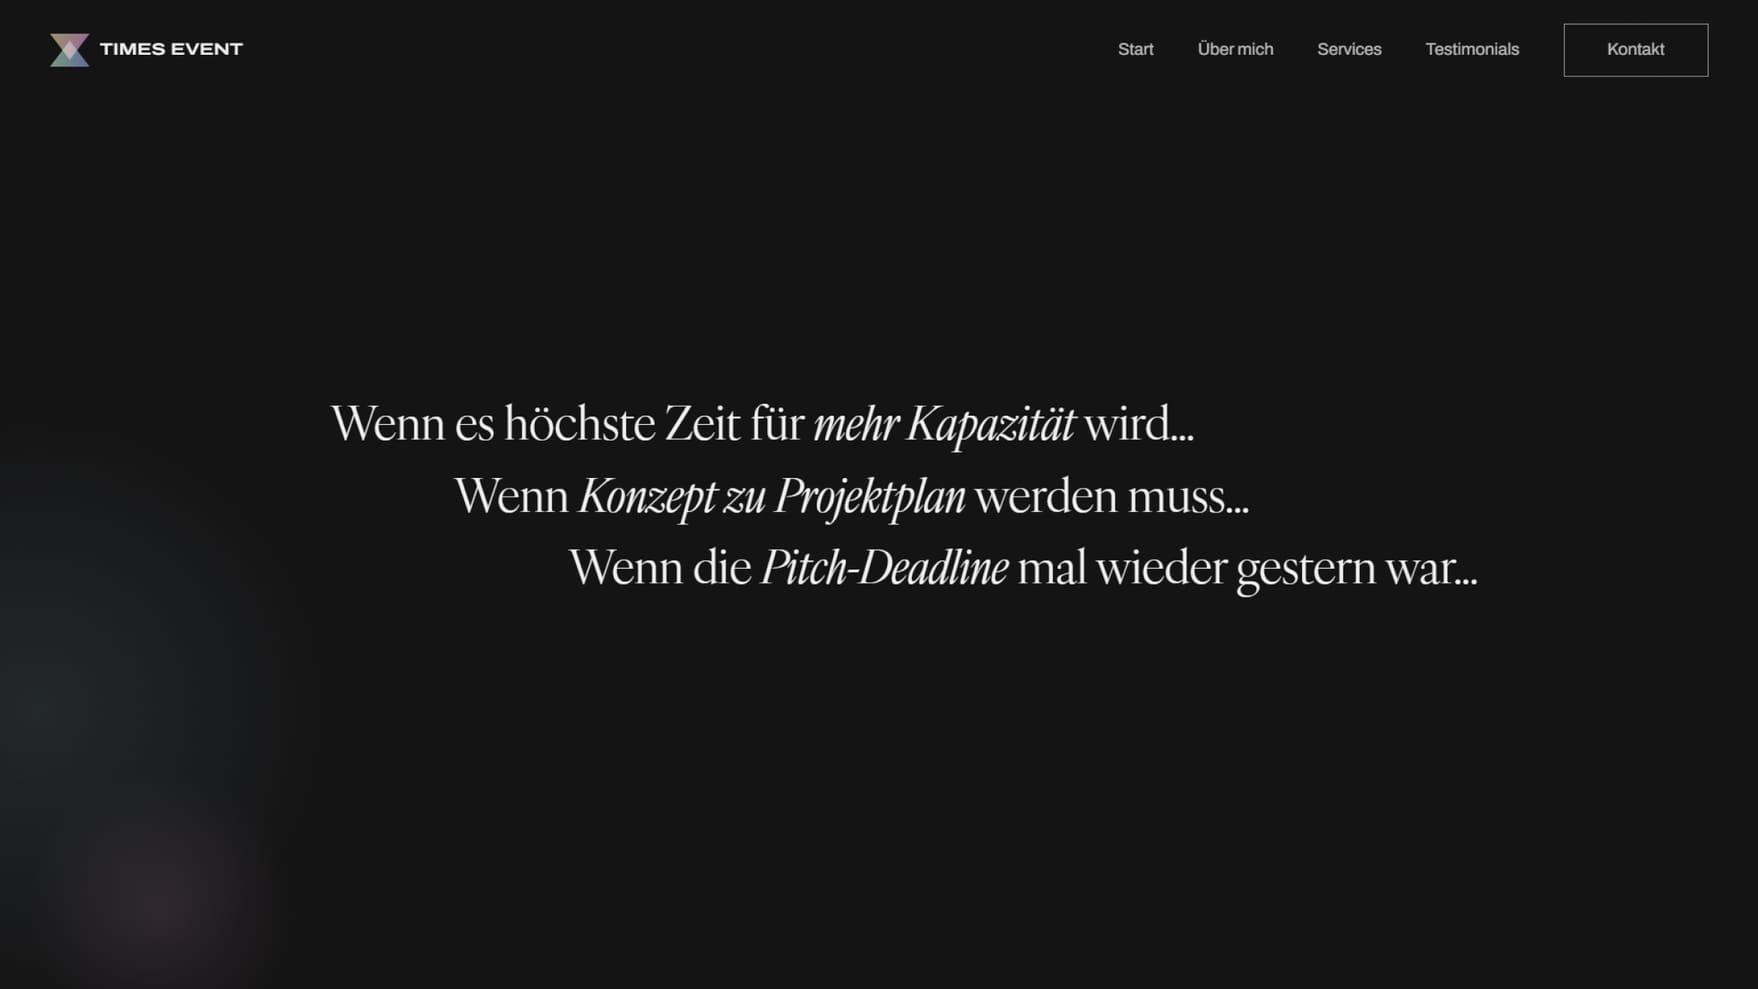 TIMES EVENT
Start
Über mich
Services
Testimonials
Kontakt
Wenn es höchste Zeit für mehr Kapazität wird...
Wenn Konzept zu Projektplan werden muss...
Wenn die Pitch-Deadline mal wieder gestern war...